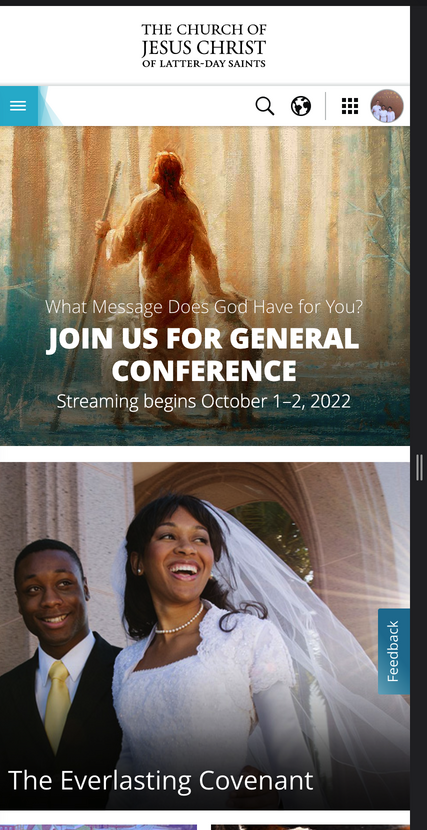 THE CHURCH OF
JESUS CHRIST
OF LATTER-DAY SAINTS
What Message Does God Have for You?
JOIN US FOR GENERAL
CONFERENCE
Streaming begins October 1–2, 2022
Feedback
The Everlasting Covenant